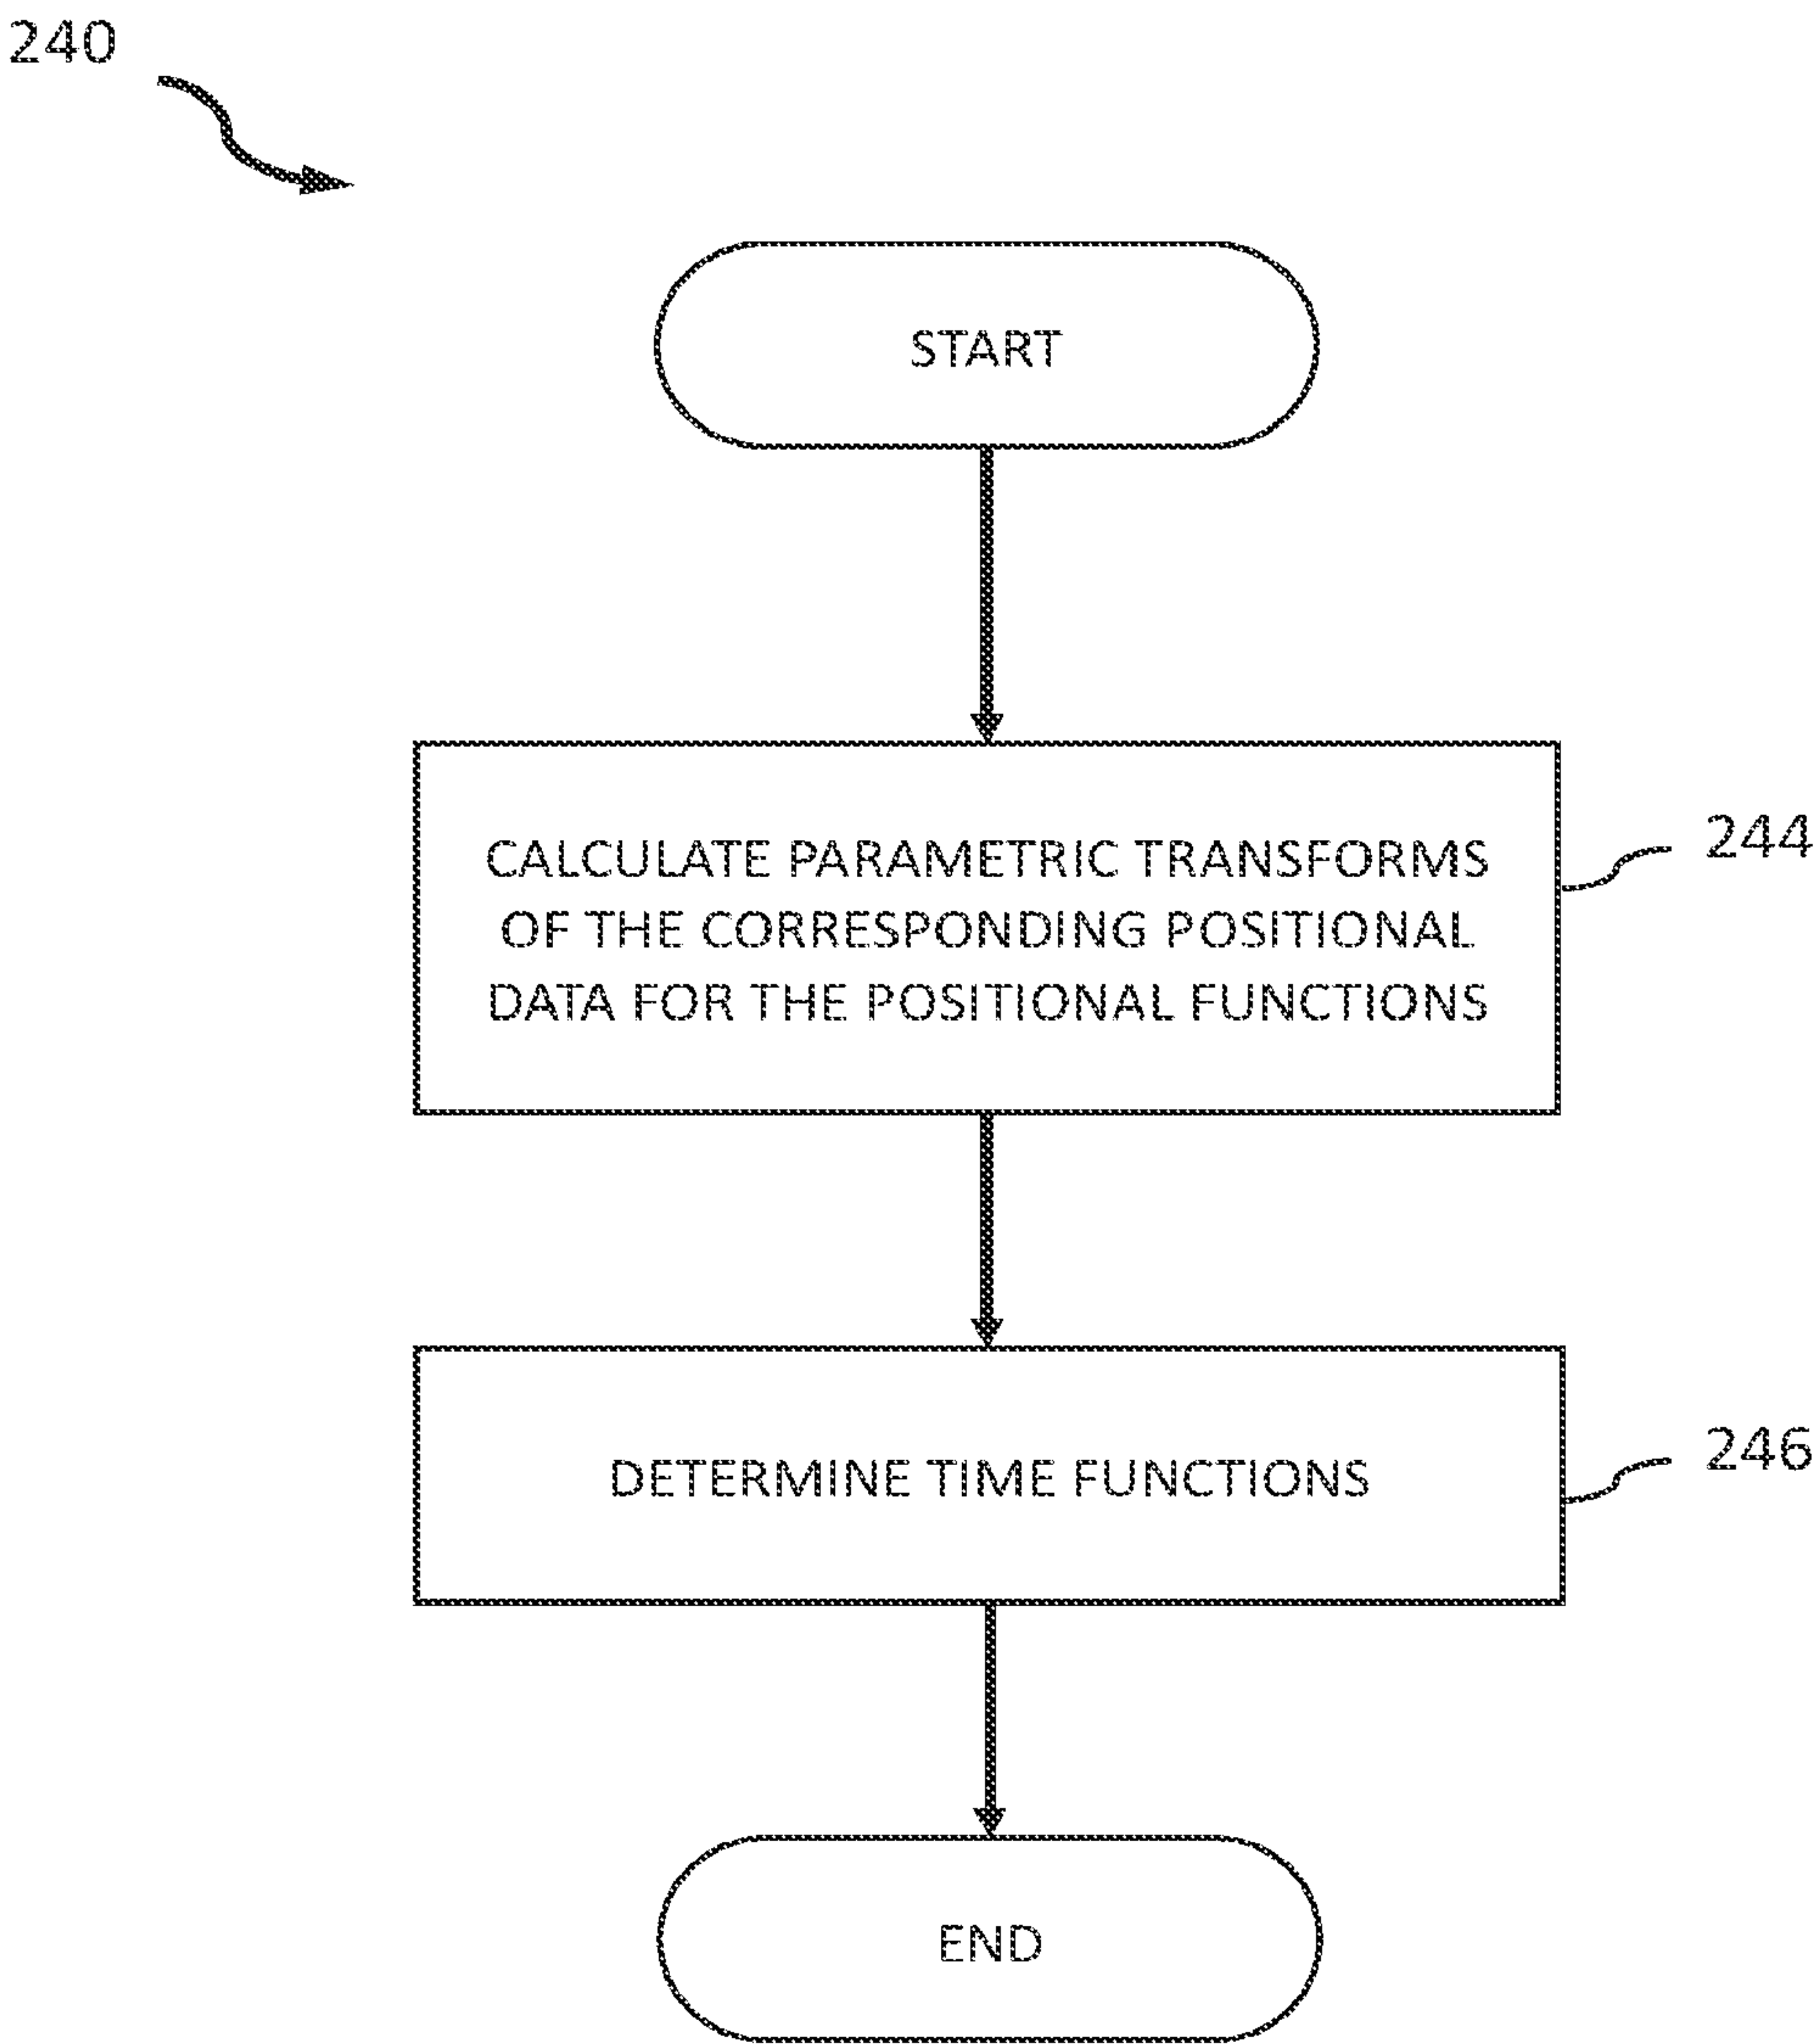 240
START
CALCULATE PARAMETRIC TRANSFORMS
OF THE CORRESPONDING POSITIONAL
DATA FOR THE POSITIONAL FUNCTIONS
244
DETERMINE TIME FUNCTIONS
246
END